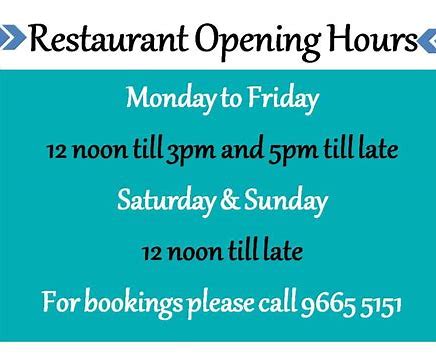 Restaurant Opening Hours
Monday to Friday
12 noon till 3pm and 5pm till late
Saturday & Sunday
12 noon till late
For bookings please call 9665 5151